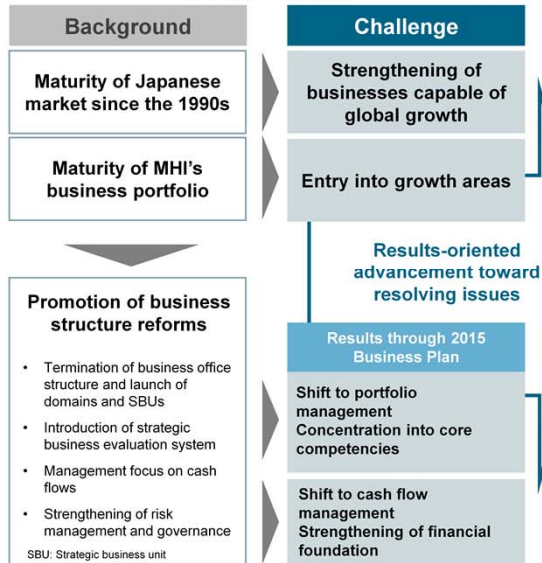 Background
Maturity of Japanese
market since the 1990s
Maturity of MHI's
business portfolio
Promotion of business
structure reforms
• Termination of business office
structure and launch of
domains and SBUs
• Introduction of strategic
business evaluation system
• Management focus on cash
flows
• Strengthening of risk
management and governance
SBU: Strategic business unit
Challenge
Strengthening of
businesses capable of
global growth
Entry into growth areas
Results-oriented
advancement toward
resolving issues
Results through 2015
Business Plan
Shift to portfolio
management
Concentration into core
competencies
Shift to cash flow
management
Strengthening of financial
foundation